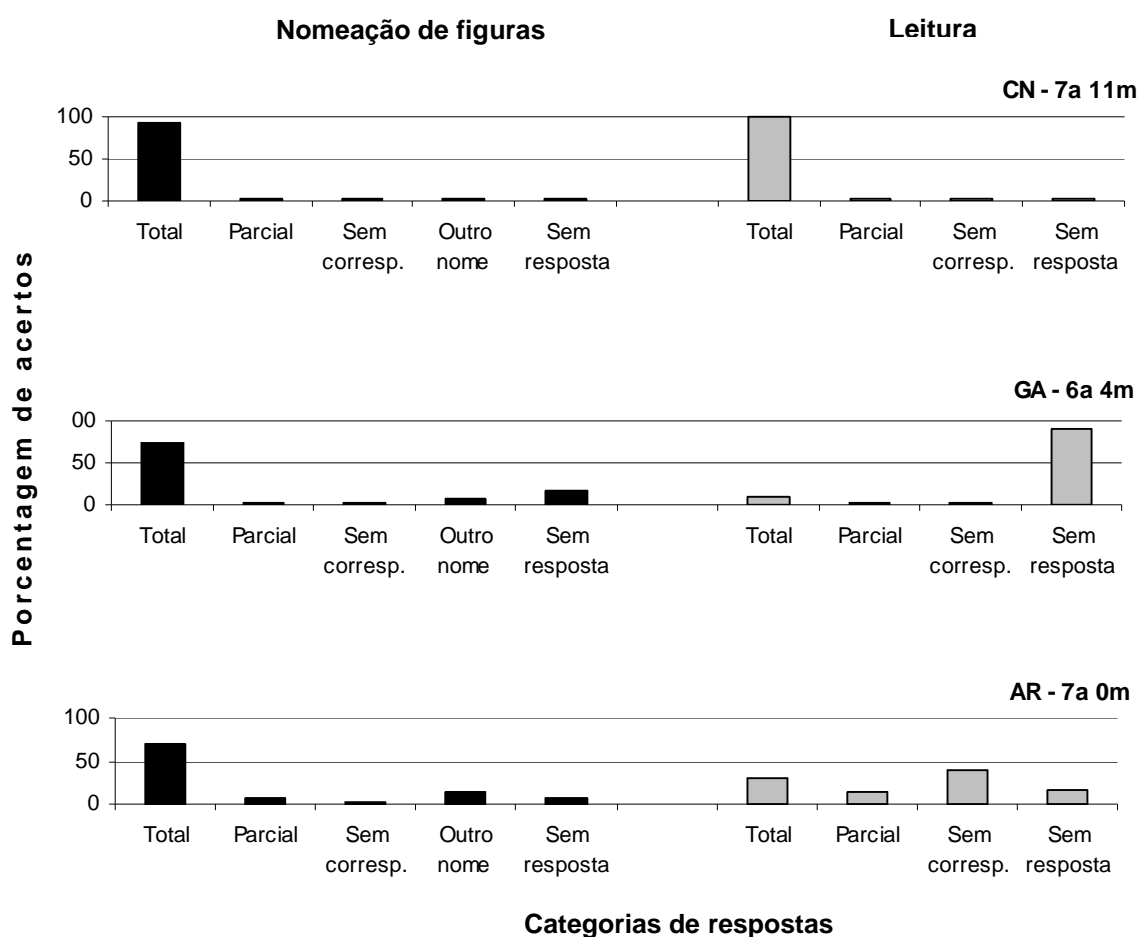 Nomeação de figuras Leitura
CN - 7a 11m
100
50
0
Total Parcial Sem corresp. Outro nome Sem resposta Total Parcial Sem corresp. Sem resposta
GA - 6a 4m
00
50
0
Total Parcial Sem corresp. Outro nome Sem resposta Total Parcial Sem corresp. Sem resposta
AR - 7a 0m
100
50
0
Total Parcial Sem corresp. Outro nome Sem resposta Total Parcial Sem corresp. Sem resposta
Porcentagem de acertos
Categorias de respostas